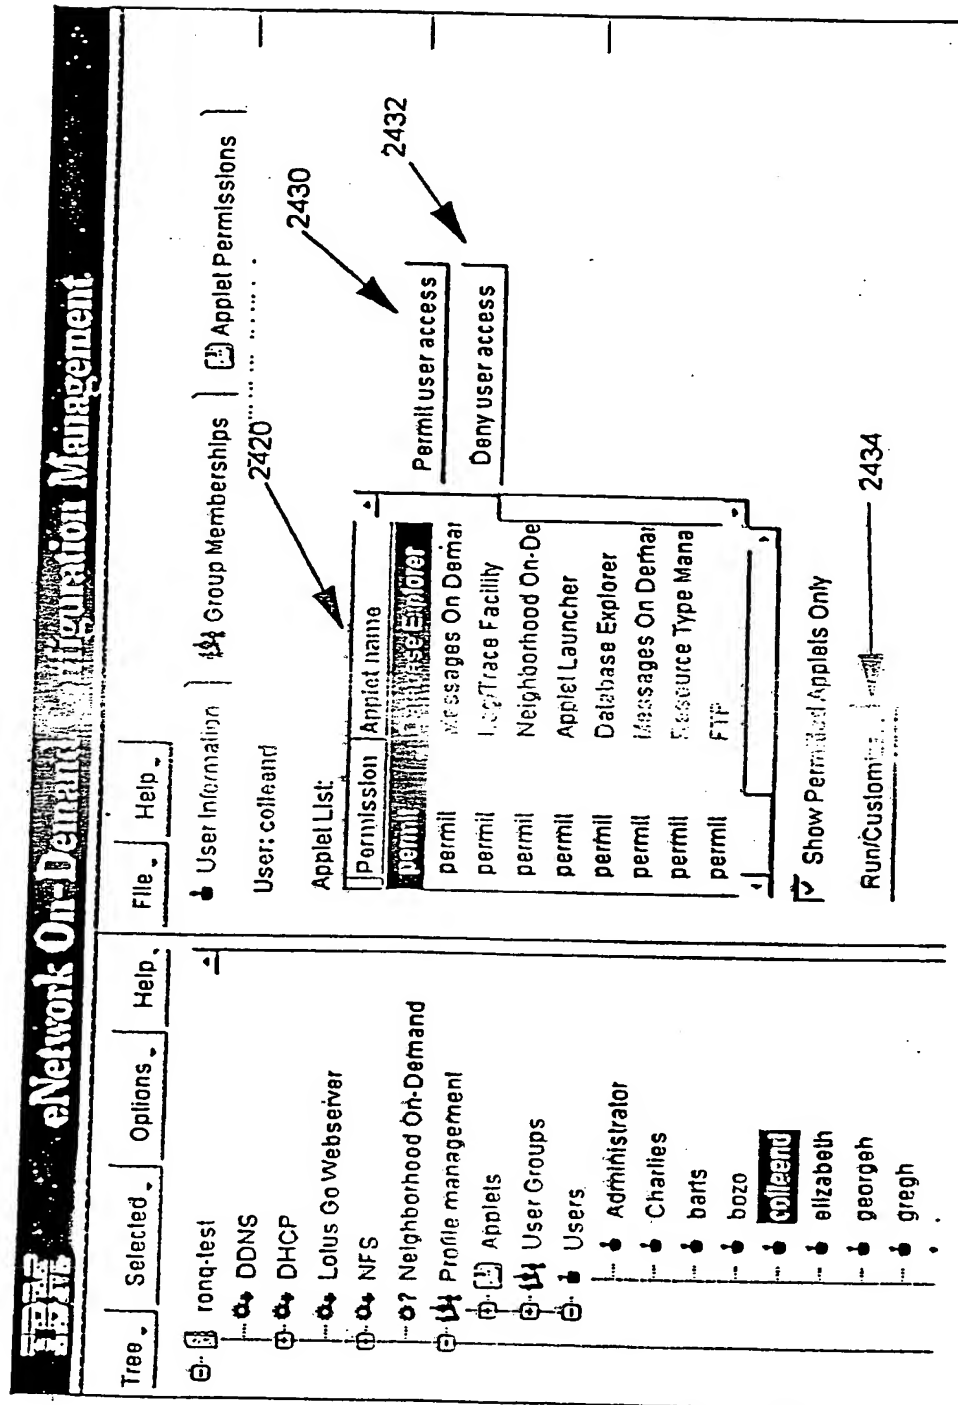 IBM eNetwork On-Demand Configuration Management
Tree Selected Options Help
ronq-test
DDNS
DHCP
Lotus Go Webserver
NFS
Neighborhood On-Demand
Profile management
Applets
User Groups
Users
Administrator
Charlies
barts
bozo
colleend
elizabeth
georgeh
gregh
File Help
User Information Group Memberships Applet Permissions
User: colleend
Applet List:
2420
2430
2432
Permission Applet name
permit Database Explorer
permit Messages On Demar
permit Log/Trace Facility
permit Neighborhood On-De
permit Applet Launcher
permit Database Explorer
permit Messages On Demar
permit Resource Type Mana
permit FTP
Permit user access
Deny user access
Show Permitted Applets Only
Run/Customize
2434